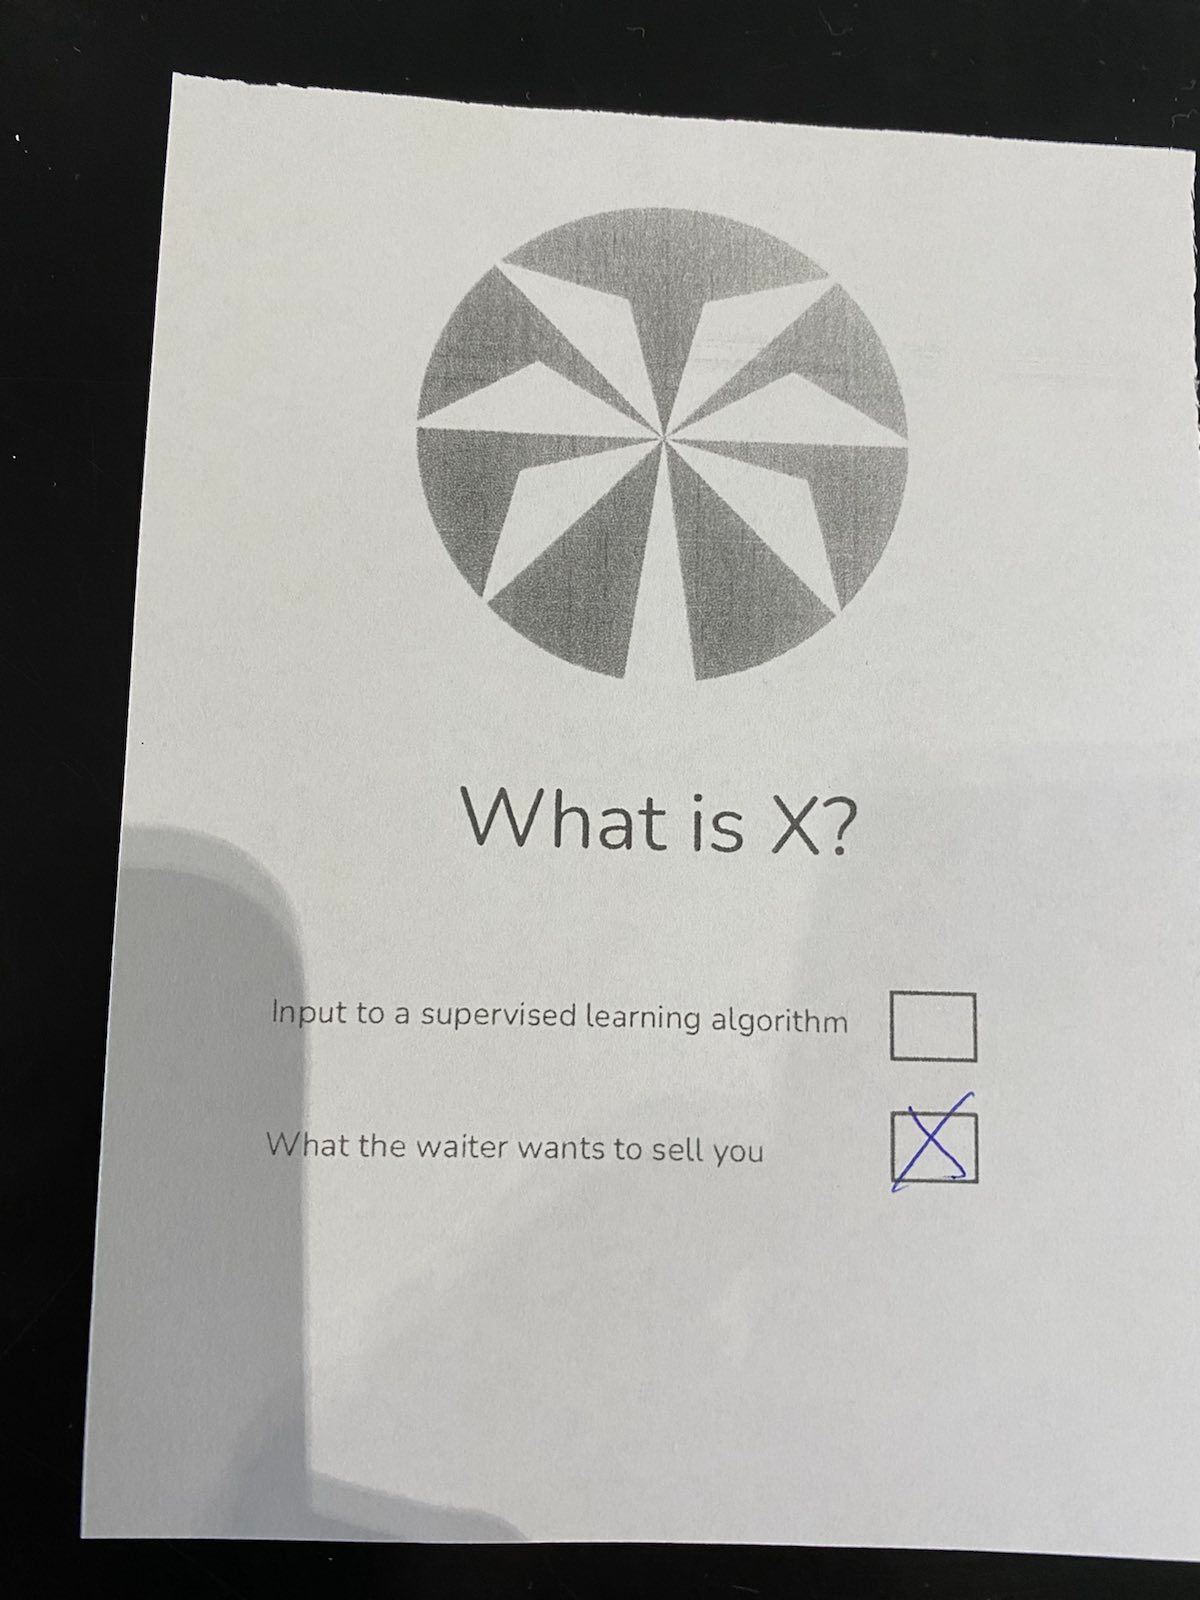 What is X?
Input to a supervised learning algorithm
What the waiter wants to sell you